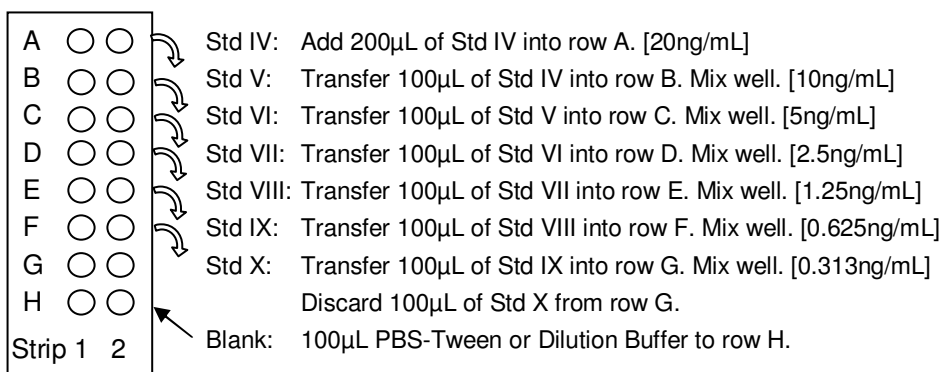 A Std IV: Add 200µL of Std IV into row A. [20ng/mL]
B Std V: Transfer 100µL of Std IV into row B. Mix well. [10ng/mL]
C Std VI: Transfer 100µL of Std V into row C. Mix well. [5ng/mL]
D Std VII: Transfer 100µL of Std VI into row D. Mix well. [2.5ng/mL]
E Std VIII: Transfer 100µL of Std VII into row E. Mix well. [1.25ng/mL]
F Std IX: Transfer 100µL of Std VIII into row F. Mix well. [0.625ng/mL]
G Std X: Transfer 100µL of Std IX into row G. Mix well. [0.313ng/mL]
H Discard 100µL of Std X from row G.
Strip 1 2 Blank: 100µL PBS-Tween or Dilution Buffer to row H.